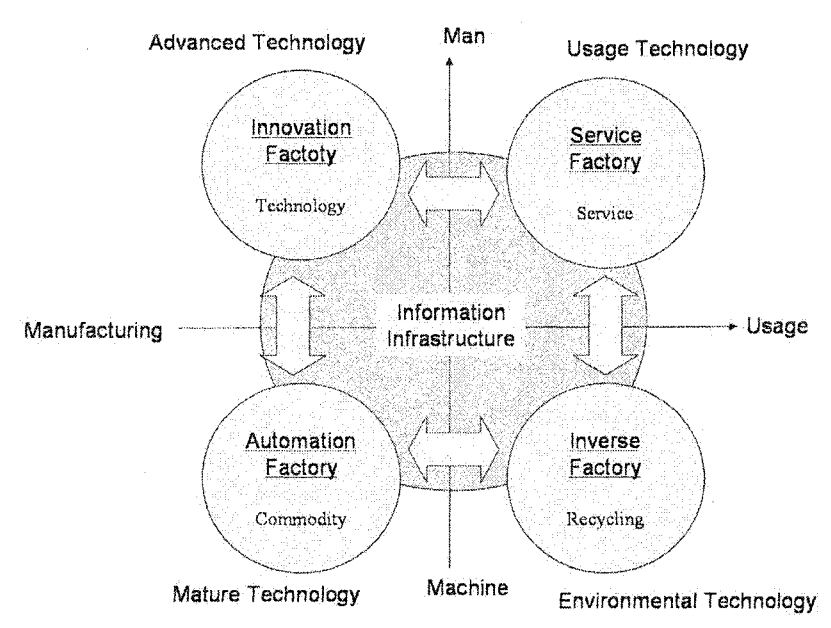 Advanced Technology
Man
Usage Technology
Innovation
Factoty
Technology
Service
Factory
Service
Manufacturing
Information
Infrastructure
Usage
Automation
Factory
Commodity
Inverse
Factory
Recycling
Mature Technology
Machine
Environmental Technology